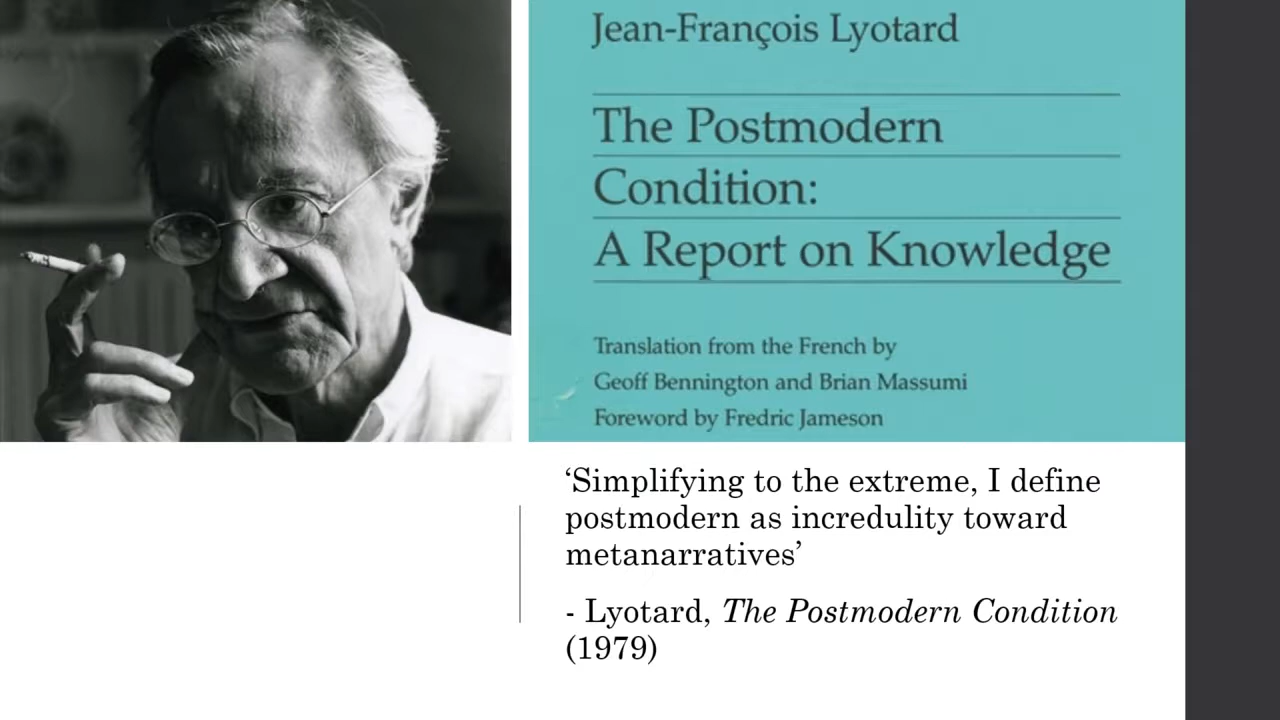 Jean-François Lyotard
The Postmodern
Condition:
A Report on Knowledge
Translation from the French by
Geoff Bennington and Brian Massumi
Foreword by Fredric Jameson
‘Simplifying to the extreme, I define
postmodern as incredulity toward
metanarratives’
- Lyotard, The Postmodern Condition
(1979)